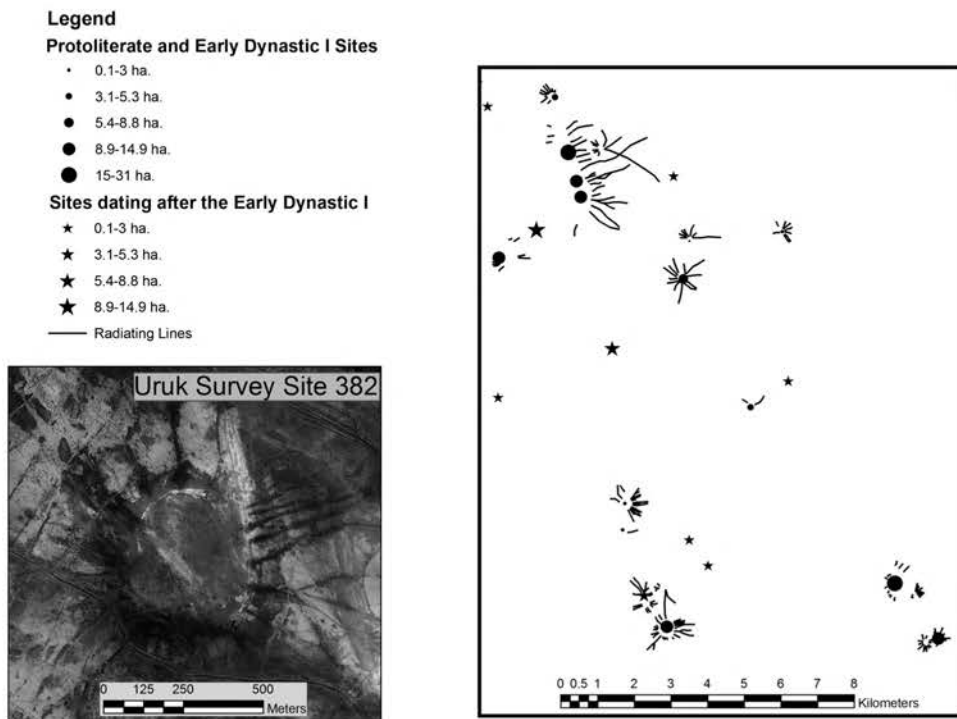 Legend
Protoliterate and Early Dynastic I Sites
0.1-3 ha.
3.1-5.3 ha.
5.4-8.8 ha.
8.9-14.9 ha.
15-31 ha.
Sites dating after the Early Dynastic I
0.1-3 ha.
3.1-5.3 ha.
5.4-8.8 ha.
8.9-14.9 ha.
Radiating Lines
Uruk Survey Site 382
0 125 250 500
Meters
0 0.5 1 2 3 4 5 6 7 8
Kilometers